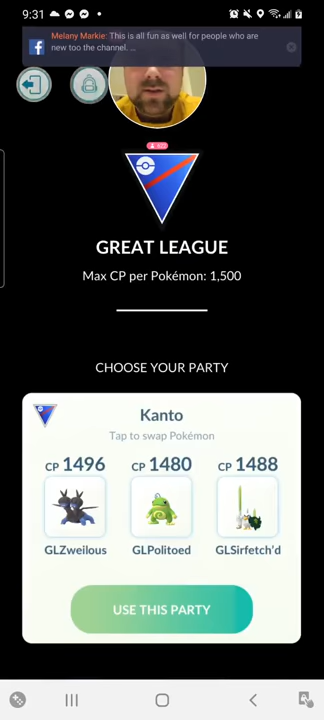 9:31
Melany Markie: This is all fun as well for people who are
new too the channel. ...
GREAT LEAGUE
Max CP per Pokémon: 1,500
CHOOSE YOUR PARTY
Kanto
Tap to swap Pokémon
CP 1496 CP 1480 CP 1488
GLZweilous GLPolitoed GLSirfetch'd
USE THIS PARTY